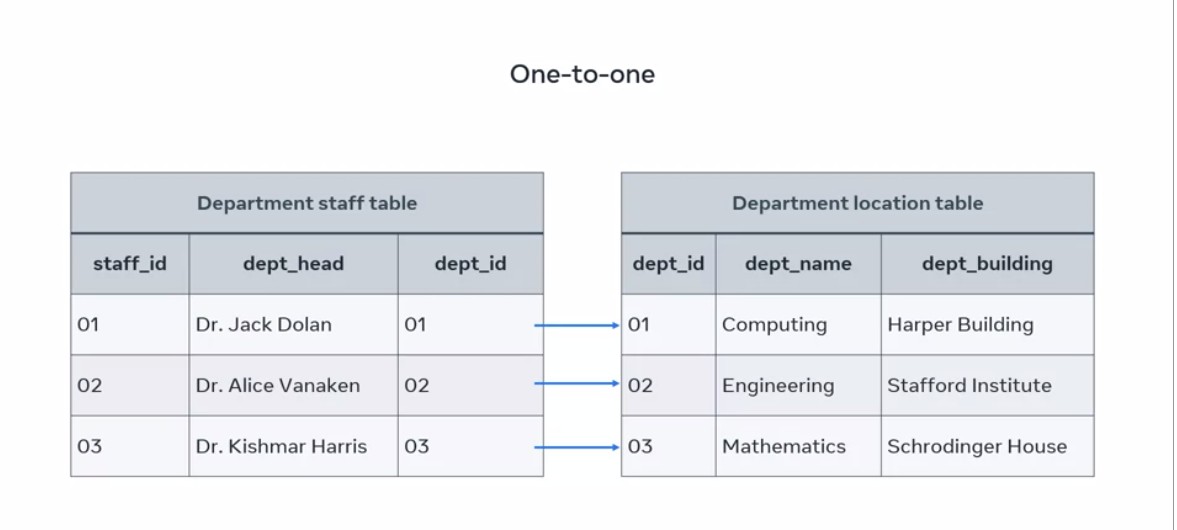 One-to-one
Department staff table
staff_id dept_head dept_id
01 Dr. Jack Dolan 01
02 Dr. Alice Vanaken 02
03 Dr. Kishmar Harris 03
Department location table
dept_id dept_name dept_building
01 Computing Harper Building
02 Engineering Stafford Institute
03 Mathematics Schrodinger House